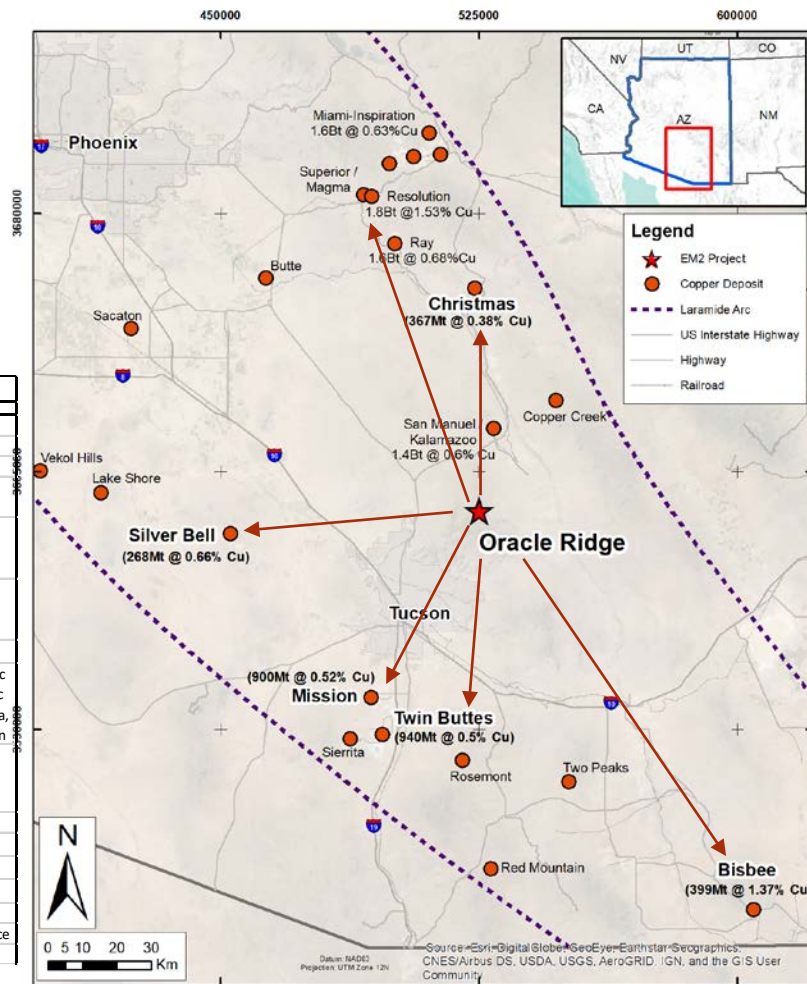 450000
525000
600000
Phoenix
Miami-Inspiration
1.6Bt @ 0.63%Cu
Superior /
Magma
Resolution
1.8Bt @1.53% Cu
Ray
1.6Bt @ 0.68%Cu
Butte
Christmas
(367Mt @ 0.38% Cu)
Sacaton
Copper Creek
San Manuel /
Kalamazoo
1.4Bt @ 0.6% Cu
Vekol Hills
Lake Shore
Silver Bell
(268Mt @ 0.66% Cu)
Oracle Ridge
Tucson
(900Mt @ 0.52% Cu)
Mission
Twin Buttes
(940Mt @ 0.5% Cu)
Sierrita
Rosemont
Two Peaks
Red Mountain
Bisbee
(399Mt @ 1.37% Cu
3680000
10
8
10
10
19
NV
UT
CO
CA
AZ
NM
Legend
EM2 Project
Copper Deposit
Laramide Arc
US Interstate Highway
Highway
Railroad
N
0 5 10 20 30
Km
Datum: NAD83
Projection: UTM Zone 12N
Source: Esri, DigitalGlobe, GeoEye, Earthstar Geographics,
CNES/Airbus DS, USDA, USGS, AeroGRID, IGN, and the GIS User
Community